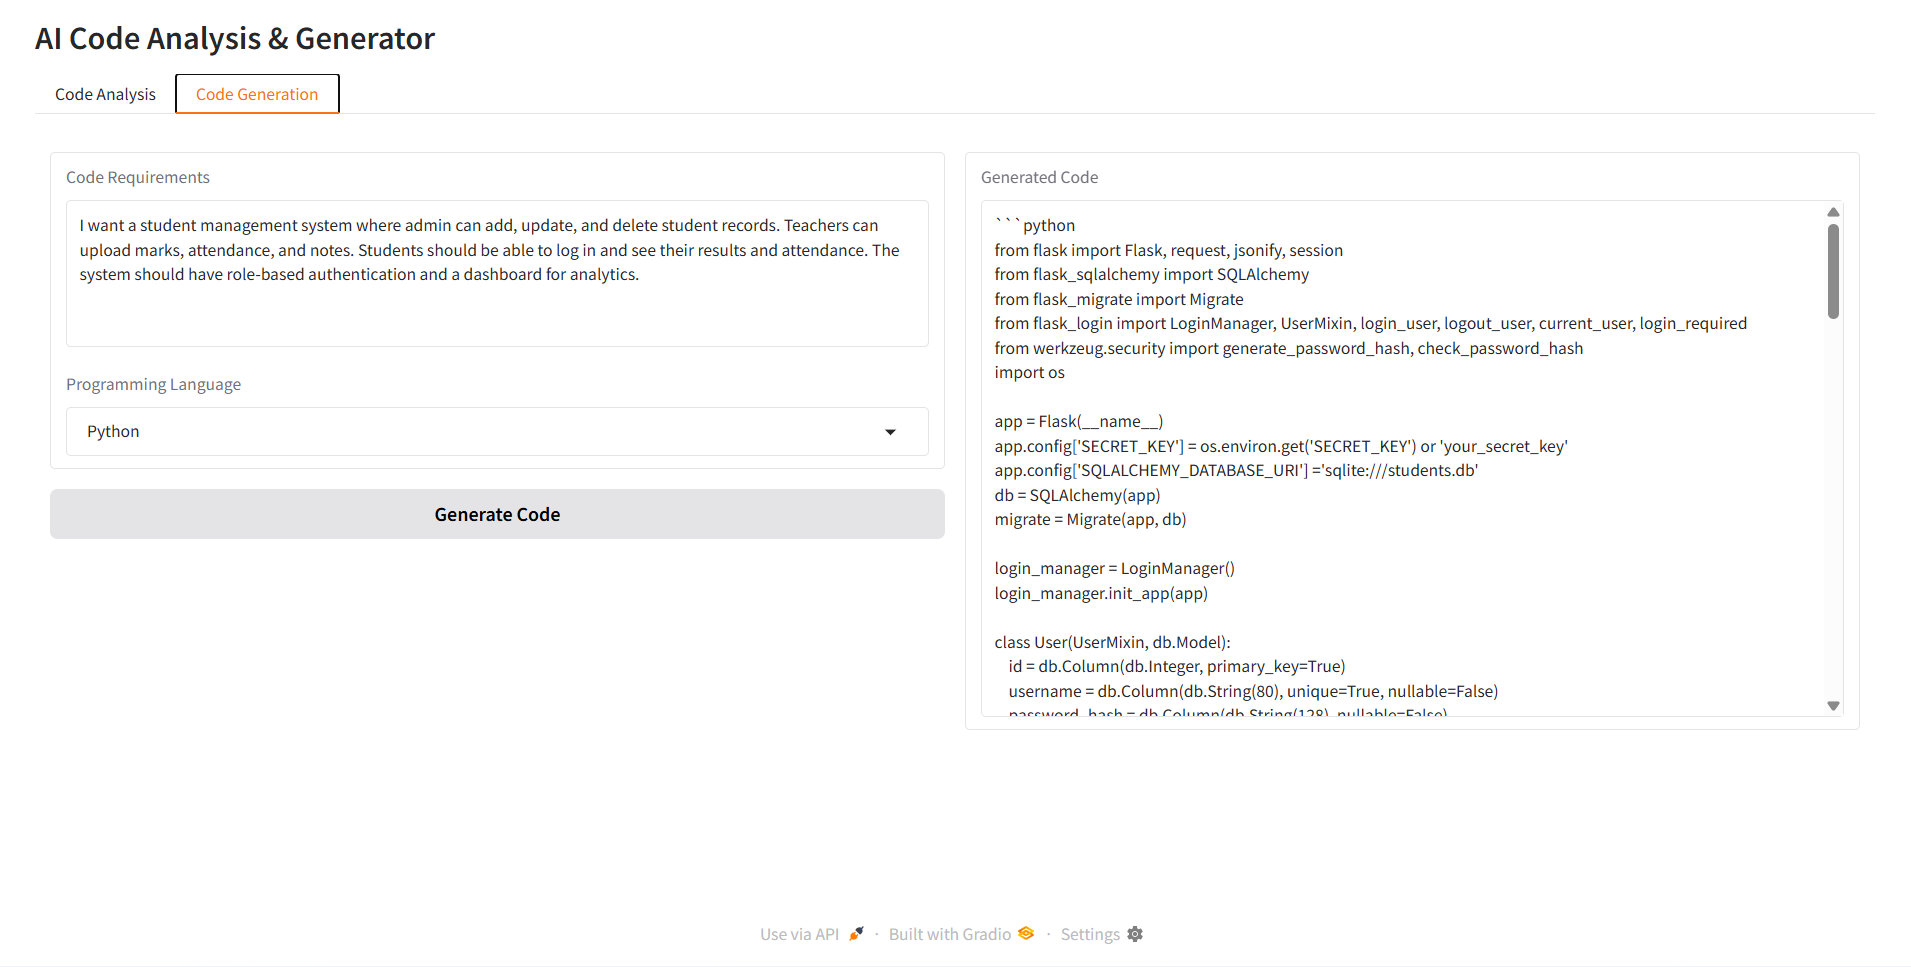 AI Code Analysis & Generator
Code Analysis
Code Generation
Code Requirements
I want a student management system where admin can add, update, and delete student records. Teachers can
upload marks, attendance, and notes. Students should be able to log in and see their results and attendance. The
system should have role-based authentication and a dashboard for analytics.
Programming Language
Python
Generate Code
Generated Code
```python
from flask import Flask, request, jsonify, session
from flask_sqlalchemy import SQLAlchemy
from flask_migrate import Migrate
from flask_login import LoginManager, UserMixin, login_user, logout_user, current_user, login_required
from werkzeug.security import generate_password_hash, check_password_hash
import os
app = Flask(__name__)
app.config['SECRET_KEY'] = os.environ.get('SECRET_KEY') or 'your_secret_key'
app.config['SQLALCHEMY_DATABASE_URI'] ='sqlite:///students.db'
db = SQLAlchemy(app)
migrate = Migrate(app, db)
login_manager = LoginManager()
login_manager.init_app(app)
class User(UserMixin, db.Model):
id = db.Column(db.Integer, primary_key=True)
username = db.Column(db.String(80), unique=True, nullable=False)
password_hash = db.Column(db.String(128), nullable=False)
Use via API · Built with Gradio · Settings